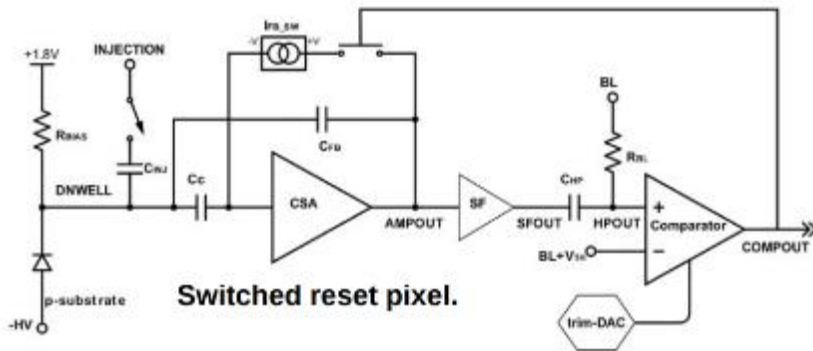 IFB_SW
-V
+V
INJECTION
+1.8V
BL
RBIAS
CFB
RBL
CINJ
CC
CHP
DNWELL
CSA
SF
+
Comparator
AMPOUT
SFOUT
HPOUT
−
COMPOUT
BL+VTH
p-substrate
Switched reset pixel.
-HV
trim-DAC